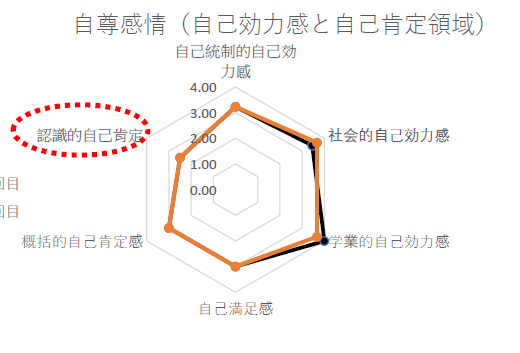 自尊感情（自己効力感と自己肯定領域）
自己統制的自己効
力感
4.00
3.00
2.00
1.00
0.00
認識的自己肯定
社会的自己効力感
回目
回目
概括的自己肯定感
学業的自己効力感
自己満足感